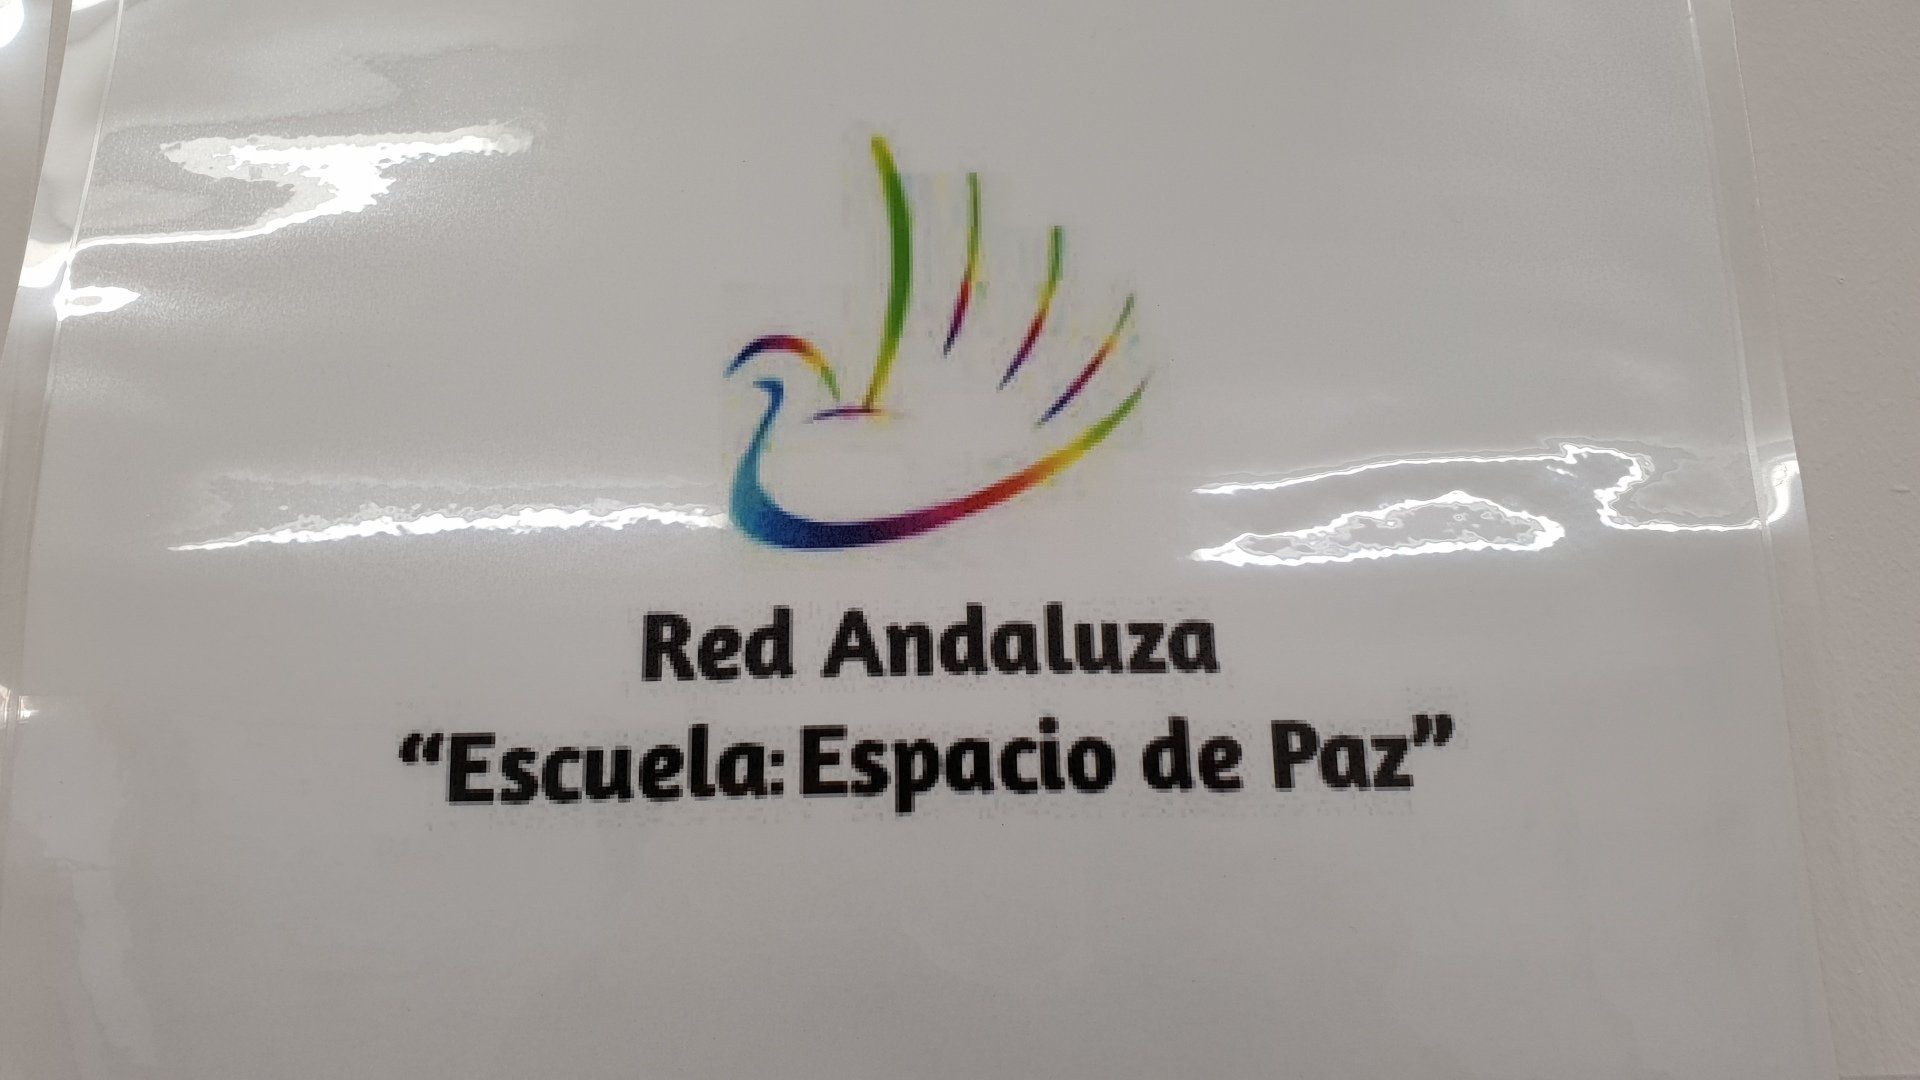 Red Andaluza
“Escuela: Espacio de Paz”